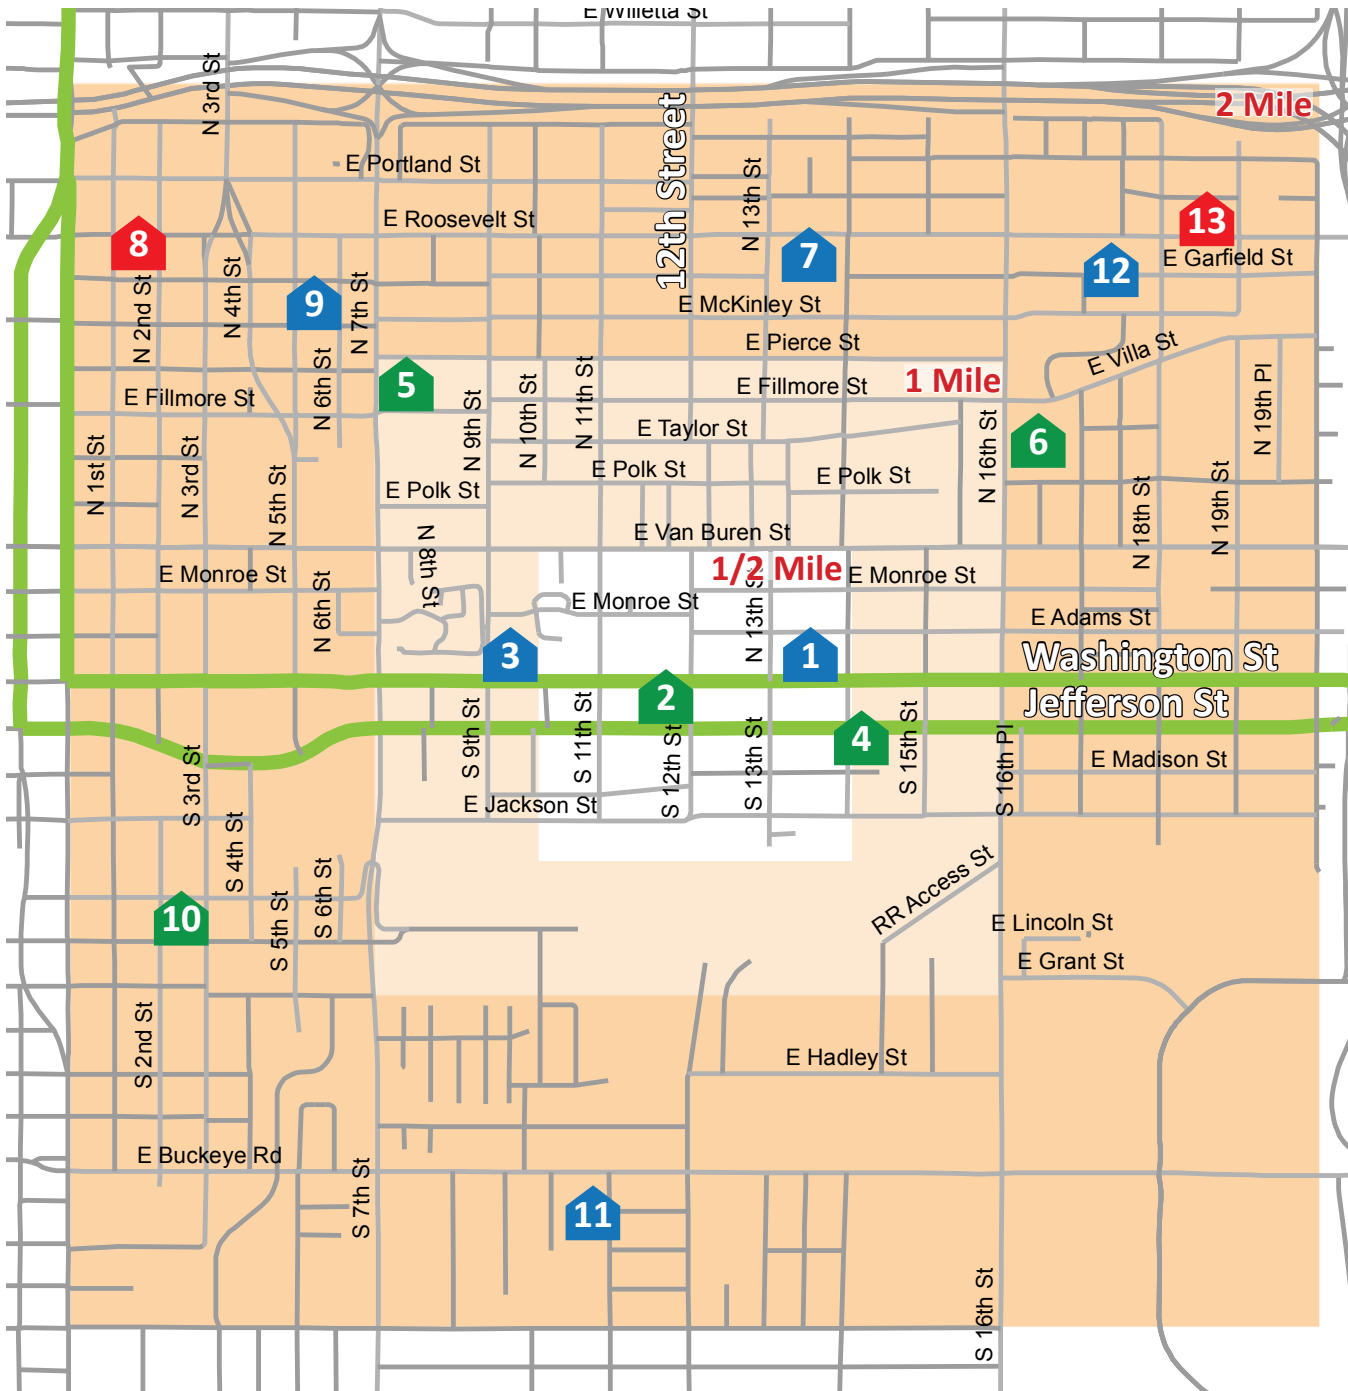 E Willetta St
N 3rd St
2 Mile
12th Street
E Portland St
N 13th St
E Roosevelt St
8
13
7
E Garfield St
12
N 2nd St
N 4th St
9
N 7th St
E McKinley St
E Pierce St
E Villa St
5
E Fillmore St
1 Mile
E Fillmore St
N 6th St
N 9th St
N 10th St
N 11th St
N 19th Pl
E Taylor St
6
N 1st St
N 3rd St
N 5th St
E Polk St
E Polk St
E Polk St
N 16th St
N 18th St
N 19th St
E Van Buren St
N 8th St
1/2 Mile
E Monroe St
E Monroe St
E Monroe St
N 6th St
N 13th St
E Adams St
3
1
Washington St
2
Jefferson St
4
S 9th St
S 11th St
S 12th St
S 13th St
S 15th St
S 16th Pl
E Madison St
S 3rd St
E Jackson St
S 4th St
S 5th St
S 6th St
RR Access St
10
E Lincoln St
E Grant St
S 2nd St
E Hadley St
E Buckeye Rd
S 7th St
11
S 16th St